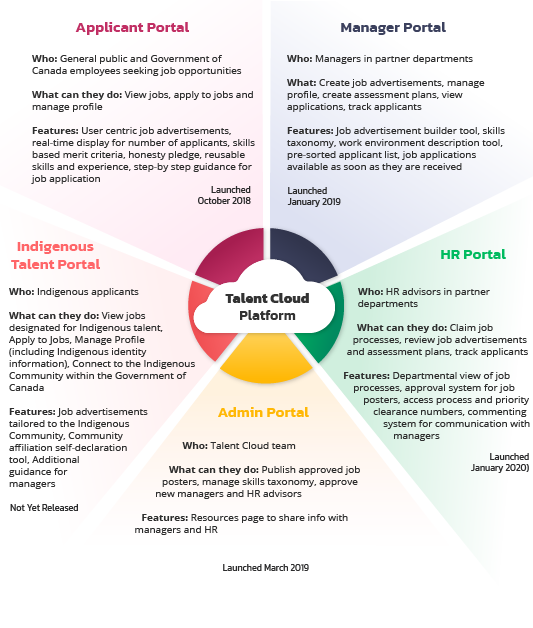 Applicant Portal
Who: General public and Government of
Canada employees seeking job opportunities
What can they do: View jobs, apply to jobs and
manage profile
Features: User centric job advertisements,
real-time display for number of applicants, skills
based merit criteria, honesty pledge, reusable
skills and experience, step-by step guidance for
job application
Launched
October 2018
Manager Portal
Who: Managers in partner departments
What: Create job advertisements, manage
profile, create assessment plans, view
applications, track applicants
Features: Job advertisement builder tool, skills
taxonomy, work environment description tool,
pre-sorted applicant list, job applications
available as soon as they are received
Launched
January 2019
Indigenous
Talent Portal
Who: Indigenous applicants
What can they do: View jobs
designated for Indigenous talent,
Apply to Jobs, Manage Profile
(including Indigenous identity
information), Connect to the Indigenous
Community within the Government of
Canada
Features: Job advertisements
tailored to the Indigenous
Community, Community
affiliation self-declaration
tool, Additional
guidance for
managers
Not Yet Released
Talent Cloud
Platform
HR Portal
Who: HR advisors in partner
departments
What can they do: Claim job
processes, review job advertisements
and assessment plans, track applicants
Features: Departmental view of job
processes, approval system for job
posters, access process and priority
clearance numbers, commenting
system for communication with
managers
Launched
January 2020)
Admin Portal
Who: Talent Cloud team
What can they do: Publish approved job
posters, manage skills taxonomy, approve
new managers and HR advisors
Features: Resources page to share info with
managers and HR
Launched March 2019